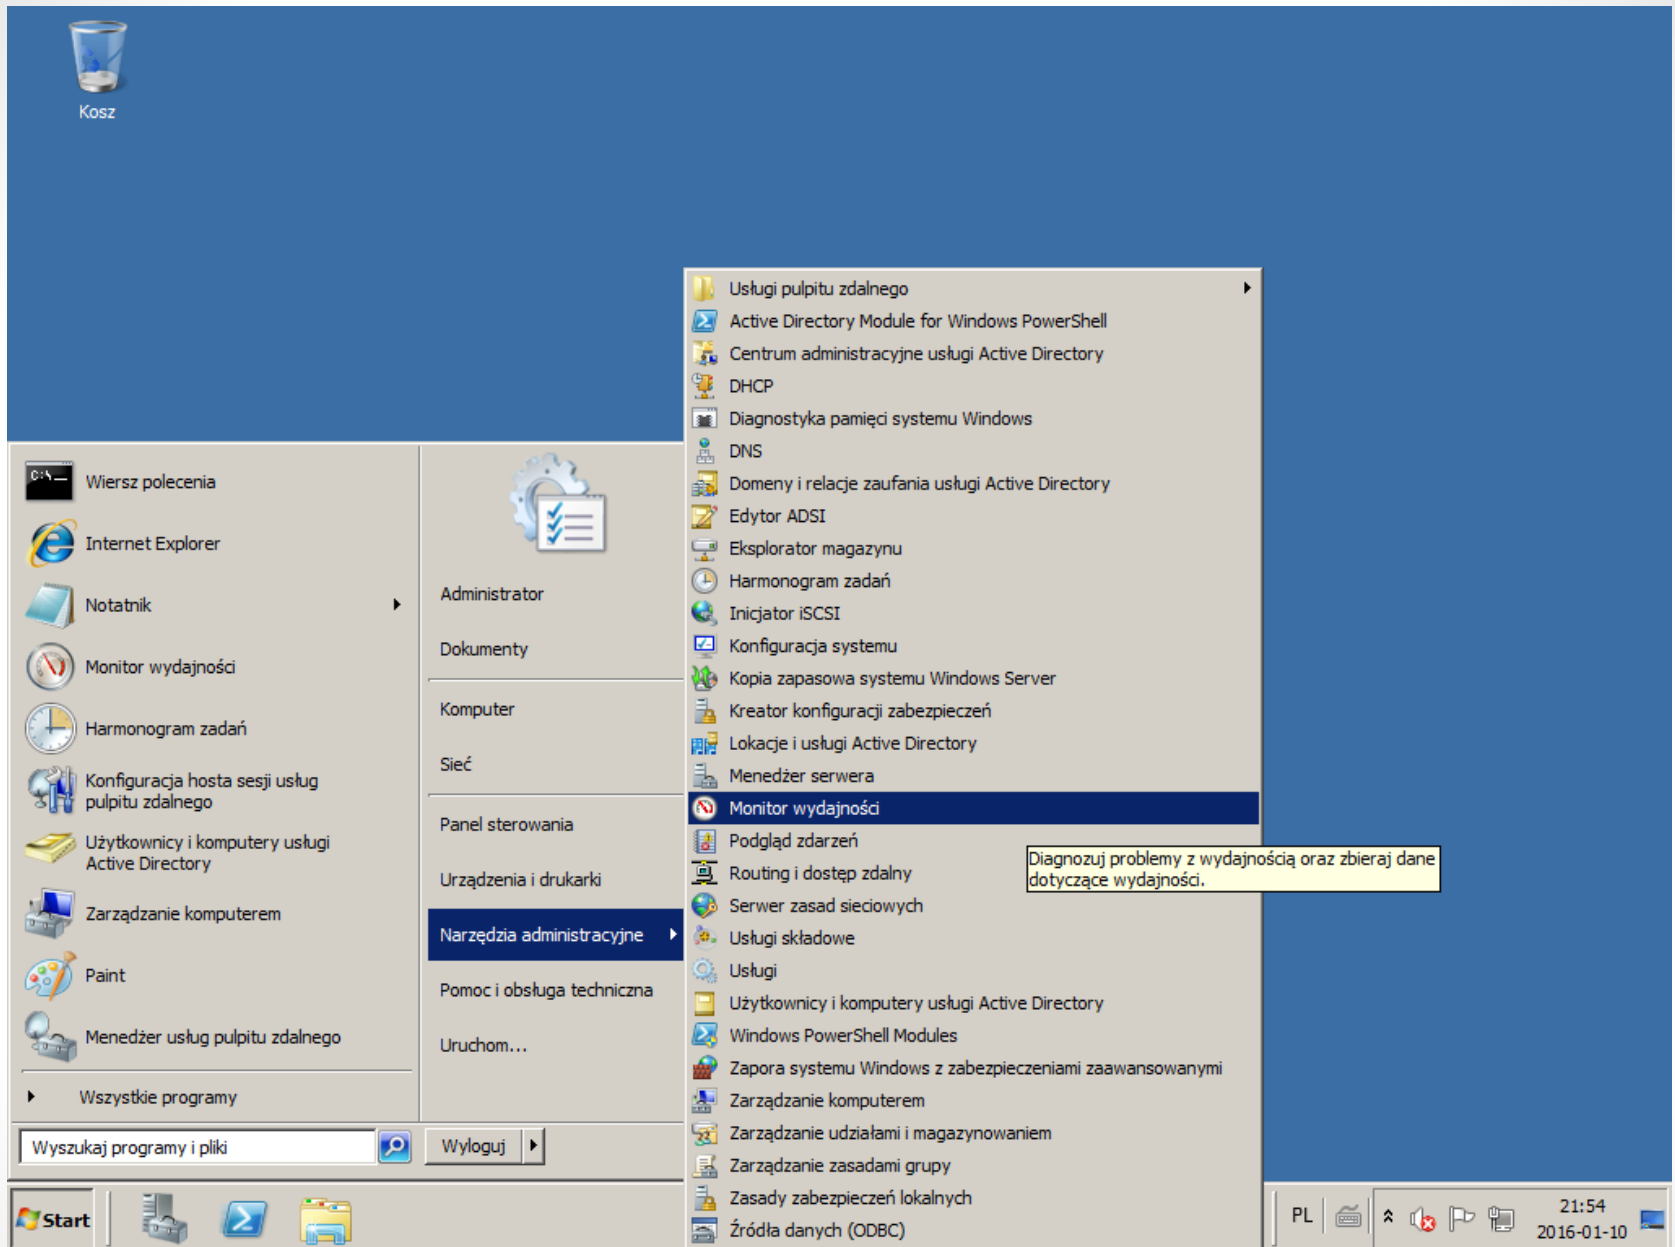 Kosz
Usługi pulpitu zdalnego
Active Directory Module for Windows PowerShell
Centrum administracyjne usługi Active Directory
DHCP
Diagnostyka pamięci systemu Windows
DNS
Domeny i relacje zaufania usługi Active Directory
Edytor ADSI
Eksplorator magazynu
Harmonogram zadań
Inicjator iSCSI
Konfiguracja systemu
Kopia zapasowa systemu Windows Server
Kreator konfiguracji zabezpieczeń
Lokacje i usługi Active Directory
Menedżer serwera
Monitor wydajności
Podgląd zdarzeń
Routing i dostęp zdalny
Serwer zasad sieciowych
Usługi składowe
Usługi
Użytkownicy i komputery usługi Active Directory
Windows PowerShell Modules
Zapora systemu Windows z zabezpieczeniami zaawansowanymi
Zarządzanie komputerem
Zarządzanie udziałami i magazynowaniem
Zarządzanie zasadami grupy
Zasady zabezpieczeń lokalnych
Źródła danych (ODBC)
Diagnozuj problemy z wydajnością oraz zbieraj dane
dotyczące wydajności.
C:\_
Wiersz polecenia
Internet Explorer
Notatnik
Monitor wydajności
Harmonogram zadań
Konfiguracja hosta sesji usług
pulpitu zdalnego
Użytkownicy i komputery usługi
Active Directory
Zarządzanie komputerem
Paint
Menedżer usług pulpitu zdalnego
Wszystkie programy
Wyszukaj programy i pliki
Administrator
Dokumenty
Komputer
Sieć
Panel sterowania
Urządzenia i drukarki
Narzędzia administracyjne
Pomoc i obsługa techniczna
Uruchom...
Wyloguj
Start
PL
21:54
2016-01-10